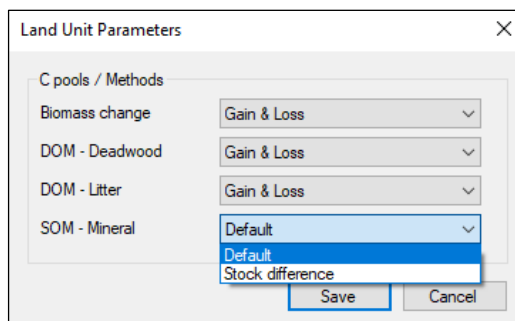 Land Unit Parameters
C pools / Methods
Biomass change Gain & Loss
DOM - Deadwood Gain & Loss
DOM - Litter Gain & Loss
SOM - Mineral Default
Default
Stock difference
Save Cancel